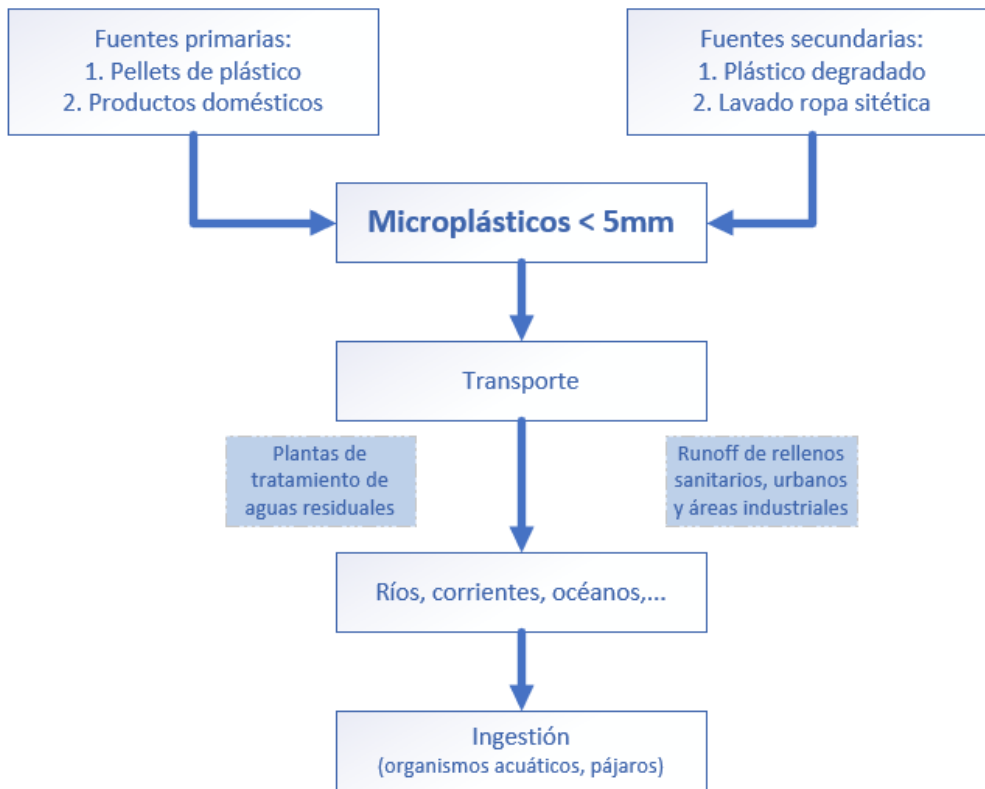 Fuentes primarias:
1. Pellets de plástico
2. Productos domésticos
Fuentes secundarias:
1. Plástico degradado
2. Lavado ropa sitética
Microplásticos < 5mm
Transporte
Plantas de
tratamiento de
aguas residuales
Runoff de rellenos
sanitarios, urbanos
y áreas industriales
Ríos, corrientes, océanos,...
Ingestión
(organismos acuáticos, pájaros)